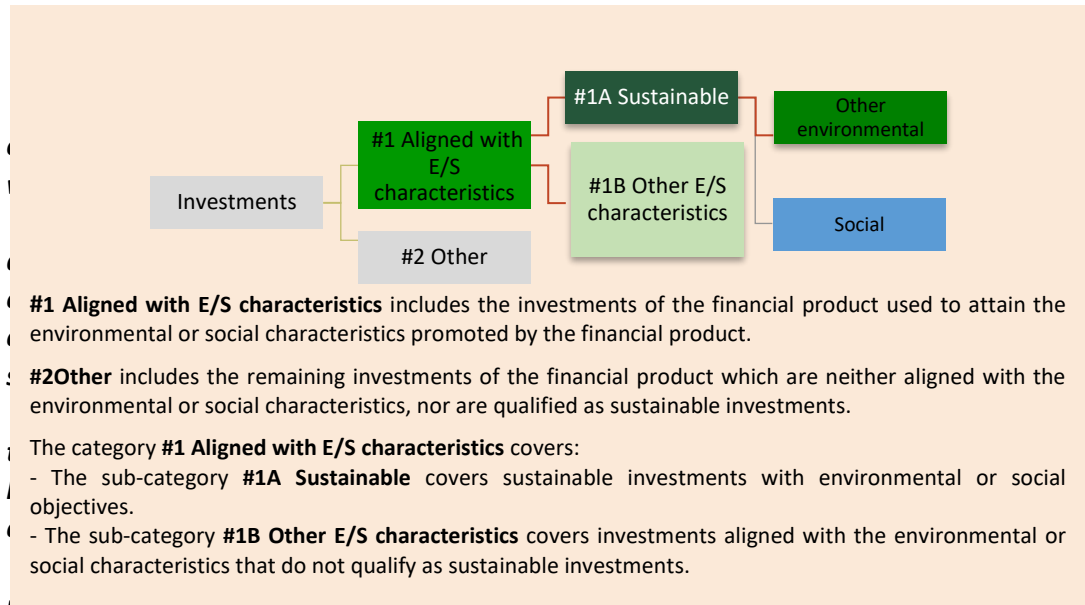 #1A Sustainable
Other
environmental
#1 Aligned with
E/S
characteristics
#1B Other E/S
characteristics
Investments
Social
#2 Other
#1 Aligned with E/S characteristics includes the investments of the financial product used to attain the
environmental or social characteristics promoted by the financial product.
#2Other includes the remaining investments of the financial product which are neither aligned with the
environmental or social characteristics, nor are qualified as sustainable investments.
The category #1 Aligned with E/S characteristics covers:
- The sub-category #1A Sustainable covers sustainable investments with environmental or social
objectives.
- The sub-category #1B Other E/S characteristics covers investments aligned with the environmental or
social characteristics that do not qualify as sustainable investments.